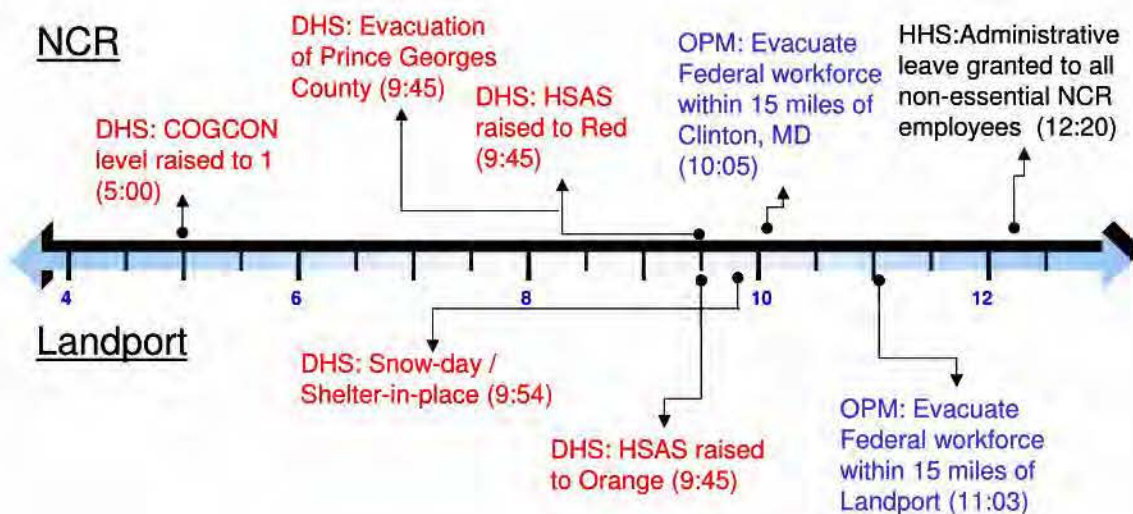 NCR
DHS: Evacuation
of Prince Georges
County (9:45)
DHS: COGCON
level raised to 1
(5:00)
DHS: HSAS
raised to Red
(9:45)
OPM: Evacuate
Federal workforce
within 15 miles of
Clinton, MD
(10:05)
HHS:Administrative
leave granted to all
non-essential NCR
employees (12:20)
4
6
8
10
12
Landport
DHS: Snow-day /
Shelter-in-place (9:54)
DHS: HSAS raised
to Orange (9:45)
OPM: Evacuate
Federal workforce
within 15 miles of
Landport (11:03)